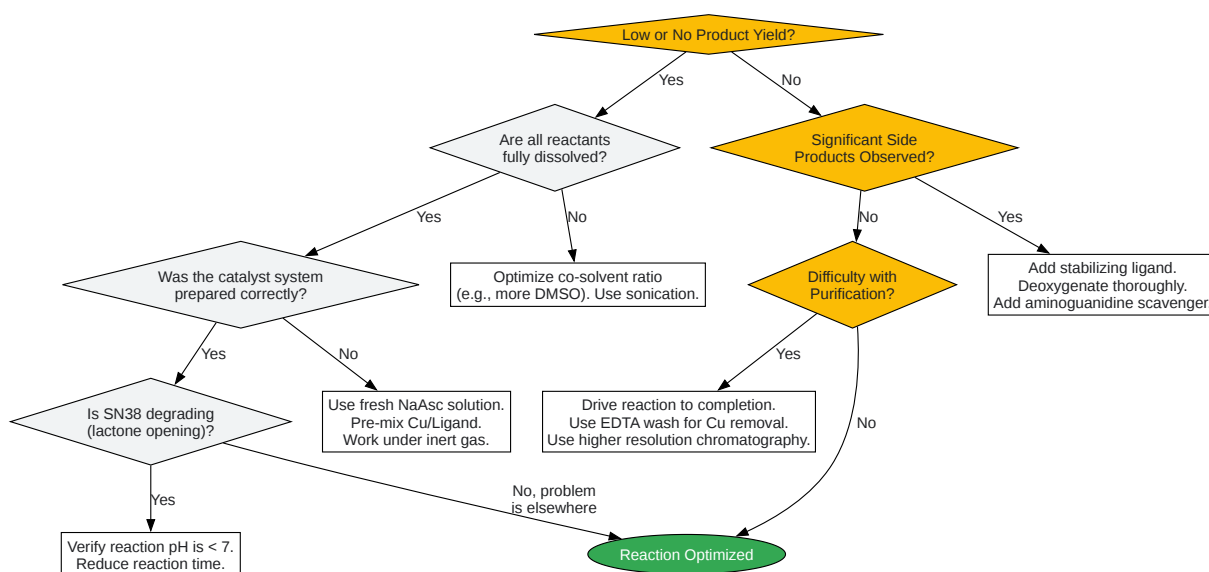 Low or No Product Yield?
Yes
No
Are all reactants
fully dissolved?
Significant Side
Products Observed?
Yes
No
No
Yes
Was the catalyst system
prepared correctly?
Optimize co-solvent ratio
(e.g., more DMSO). Use sonication.
Difficulty with
Purification?
Add stabilizing ligand.
Deoxygenate thoroughly.
Add aminoguanidine scavenger.
Yes
No
Yes
No
Is SN38 degrading
(lactone opening)?
Use fresh NaAsc solution.
Pre-mix Cu/Ligand.
Work under inert gas.
Drive reaction to completion.
Use EDTA wash for Cu removal.
Use higher resolution chromatography.
Yes
No, problem
is elsewhere
Verify reaction pH is < 7.
Reduce reaction time.
Reaction Optimized